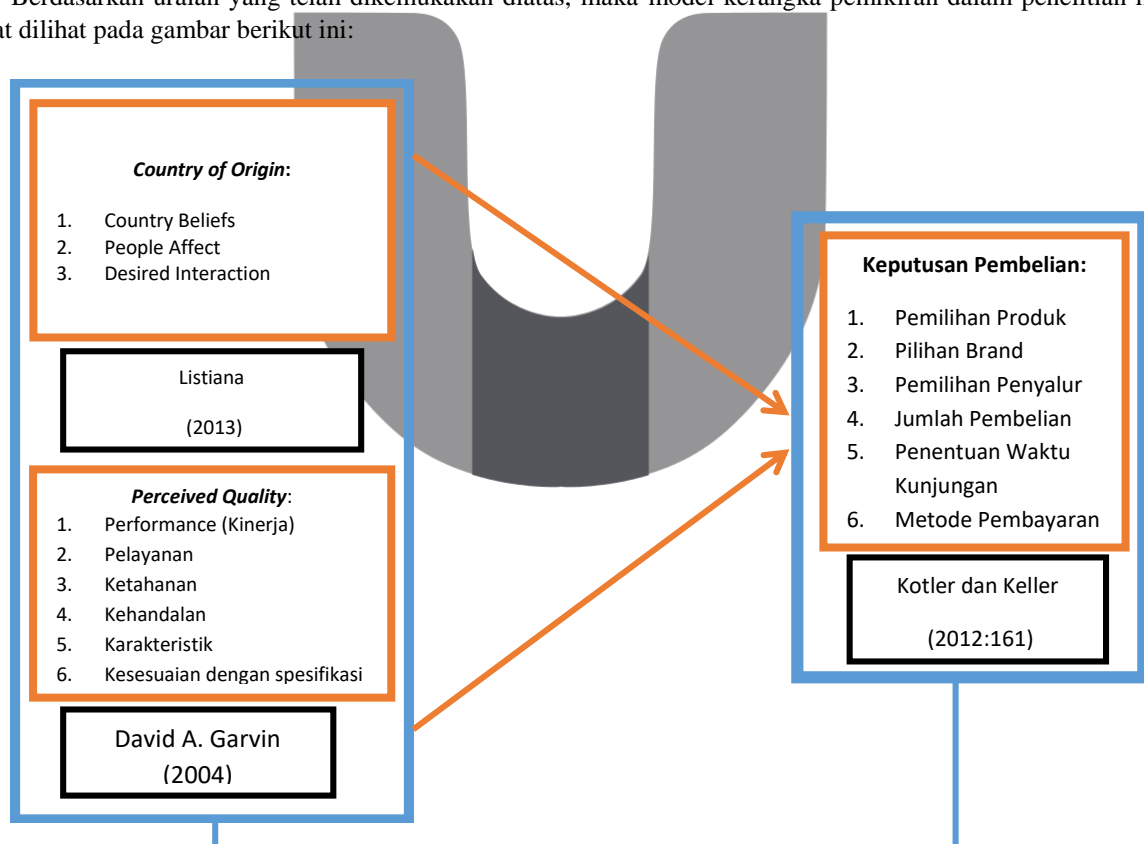 Berdasarkan uraian yang telah dikemukakan diatas, maka model kerangka pemikiran dalam penelitian
at dilihat pada gambar berikut ini:
Country of Origin:
1. Country Beliefs
2. People Affect
3. Desired Interaction
Listiana
(2013)
Perceived Quality:
1. Performance (Kinerja)
2. Pelayanan
3. Ketahanan
4. Kehandalan
5. Karakteristik
6. Kesesuaian dengan spesifikasi
David A. Garvin
(2004)
Keputusan Pembelian:
1. Pemilihan Produk
2. Pilihan Brand
3. Pemilihan Penyalur
4. Jumlah Pembelian
5. Penentuan Waktu
Kunjungan
6. Metode Pembayaran
Kotler dan Keller
(2012:161)